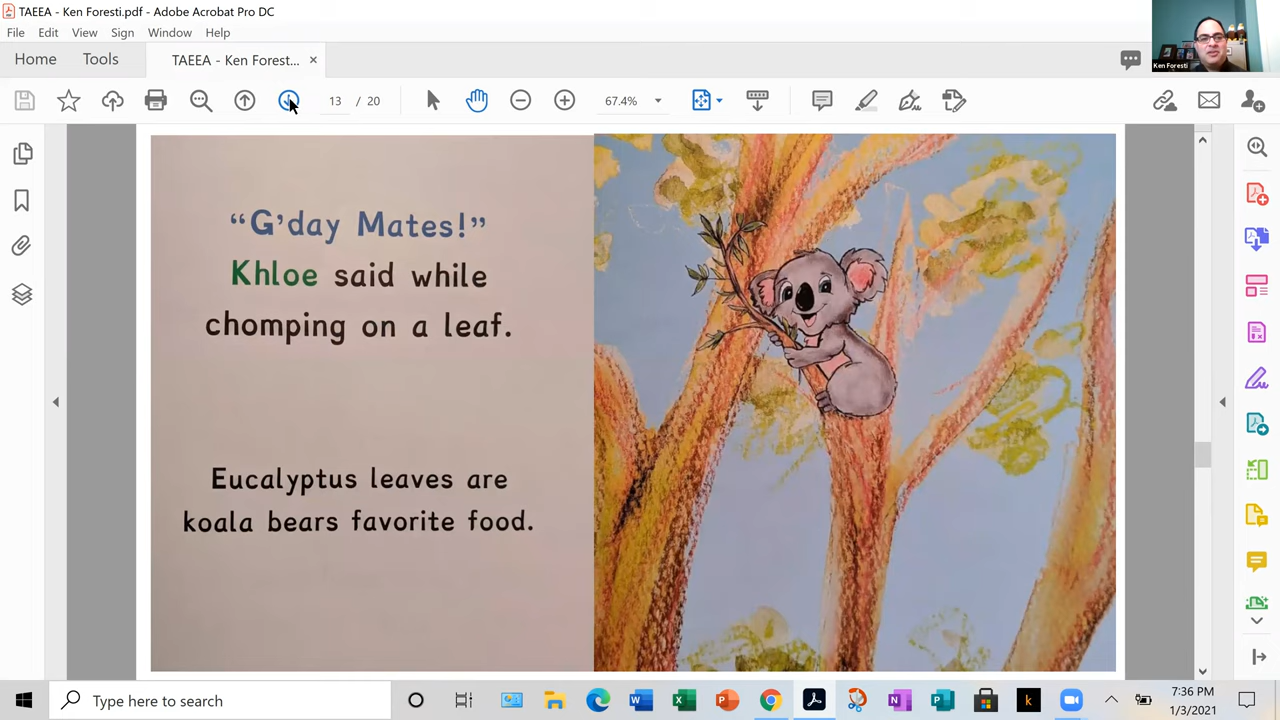 TAEEA - Ken Foresti.pdf - Adobe Acrobat Pro DC
File Edit View Sign Window Help
Home Tools TAEEA - Ken Forest... ×
13 / 20 67.4%
Ken Foresti
“G’day Mates!”
Khloe said while
chomping on a leaf.
Eucalyptus leaves are
koala bears favorite food.
Type here to search
7:36 PM
1/3/2021